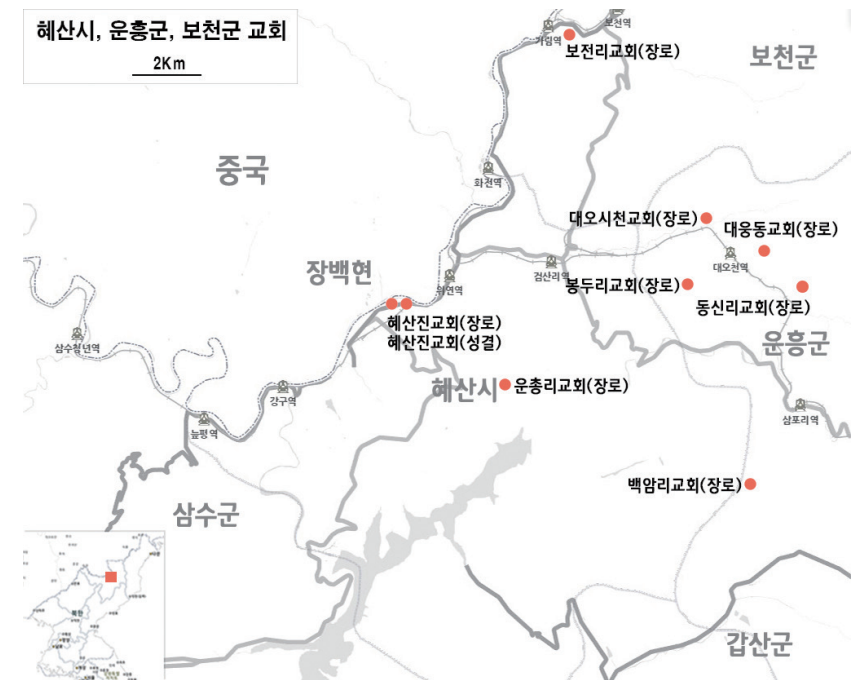 혜산시, 운흥군, 보천군 교회
2Km
보천역
가림역
보전리교회(장로)
보천군
중국
화전역
대오시천교회(장로)
대웅동교회(장로)
장백현
위연역
검산리역
대오천역
봉두리교회(장로)
동신리교회(장로)
혜산진교회(장로)
혜산진교회(성결)
운흥군
삼수청년역
혜산시
운총리교회(장로)
강구역
늪평역
삼포리역
백암리교회(장로)
삼수군
갑산군
북한